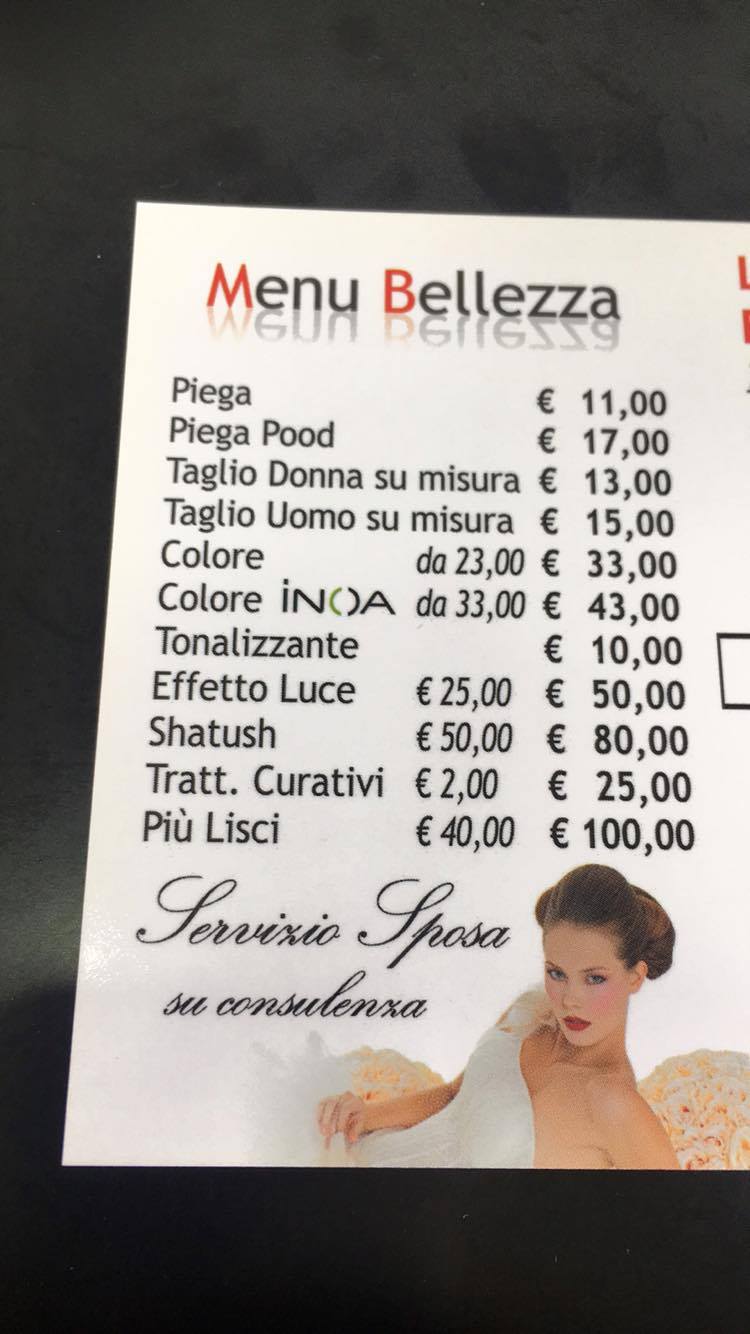 Menu Bellezza
Piega € 11,00
Piega Pood € 17,00
Taglio Donna su misura € 13,00
Taglio Uomo su misura € 15,00
Colore da 23,00 € 33,00
Colore iNOA da 33,00 € 43,00
Tonalizzante € 10,00
Effetto Luce € 25,00 € 50,00
Shatush € 50,00 € 80,00
Tratt. Curativi € 2,00 € 25,00
Più Lisci € 40,00 € 100,00
Servizio Sposa
su consulenza